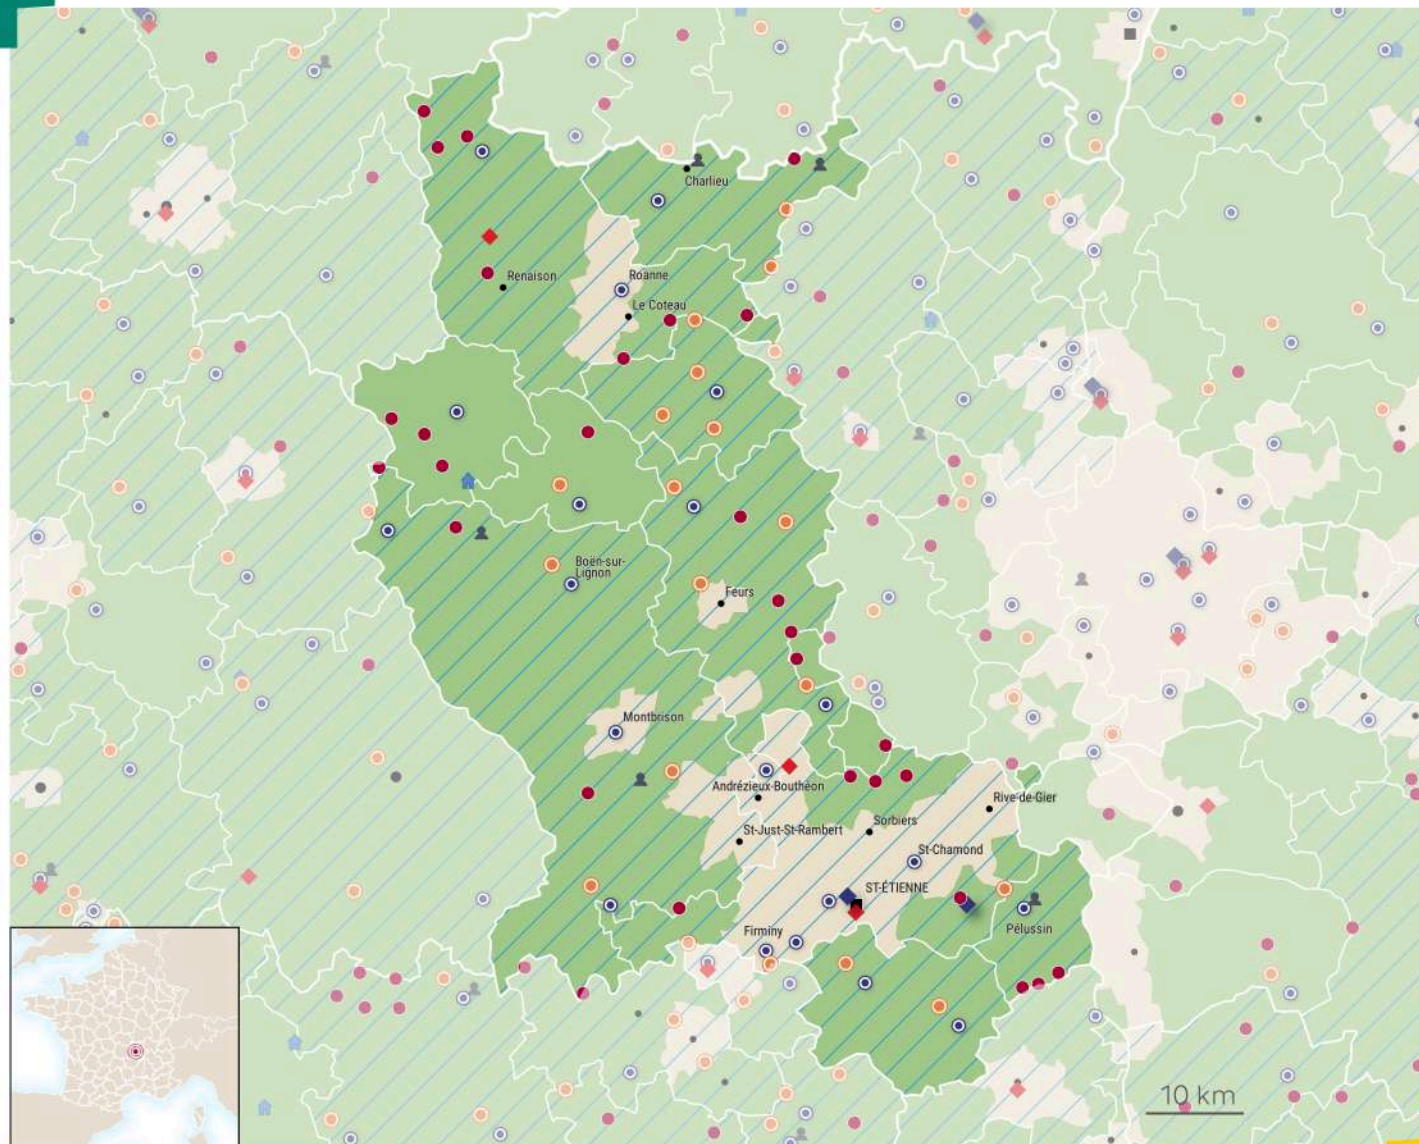 Charlieu
Renaison
Roanne
Le Coteau
Boën-sur-
Lignon
Feurs
Montbrison
Andrézieux-Bouthéon
Rive-de-Gier
St-Just-St-Rambert
Sorbiers
St-Chamond
ST-ÉTIENNE
Firminy
Pélussin
10 km